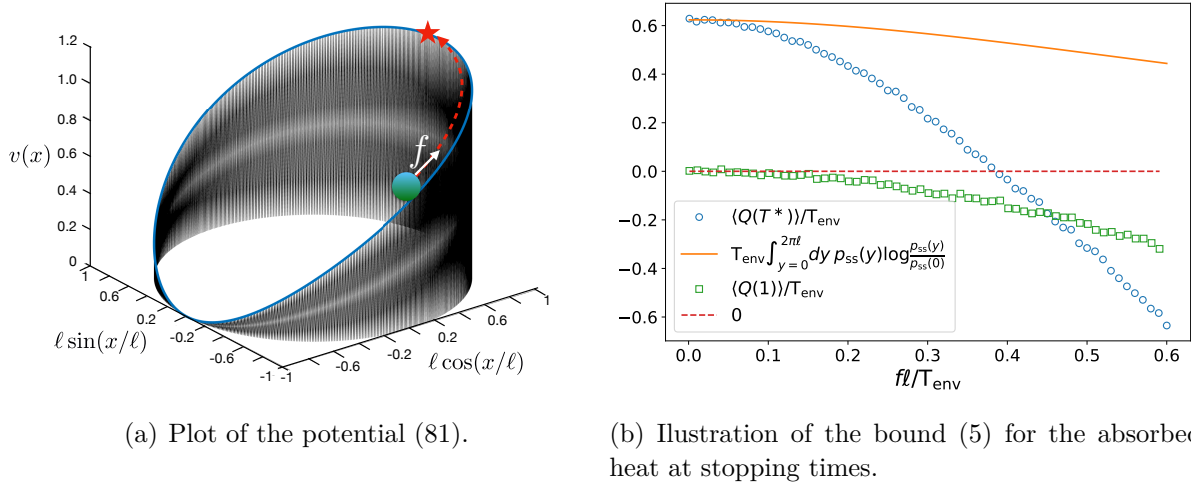 1.2
1.0
0.8
0.6
0.4
0.2
0
v(x)
f
1
0.6
0.2
-0.2
-0.6
-1
ℓ sin(x/ℓ)
-1
-0.6
-0.2
0.2
0.6
1
ℓ cos(x/ℓ)
(a) Plot of the potential (81).
0.6
0.4
0.2
0.0
−0.2
−0.4
−0.6
⟨Q(T*)⟩/T_env
T_env ∫_{y=0}^{2πℓ} dy p_ss(y) log p_ss(y)/p_ss(0)
⟨Q(1)⟩/T_env
0
0.0 0.1 0.2 0.3 0.4 0.5 0.6
fℓ/T_env
(b) Ilustration of the bound (5) for the absorbed
heat at stopping times.